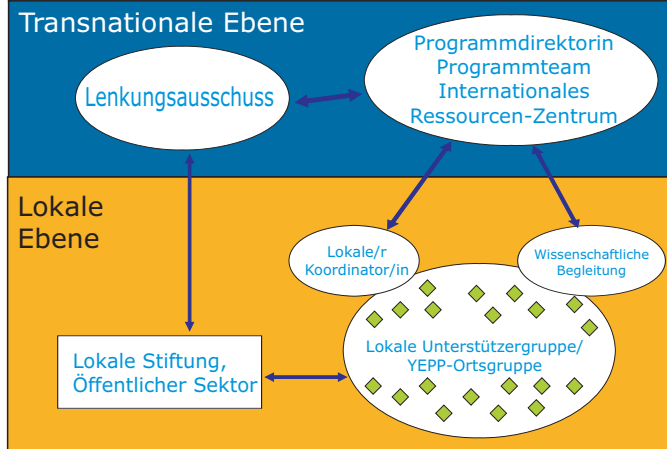 Transnationale Ebene
Lenkungsausschuss
Programmdirektorin
Programmteam
Internationales
Ressourcen-Zentrum
Lokale
Ebene
Lokale/r
Koordinator/in
Wissenschaftliche
Begleitung
Lokale Stiftung,
Öffentlicher Sektor
Lokale Unterstützergruppe/
YEPP-Ortsgruppe